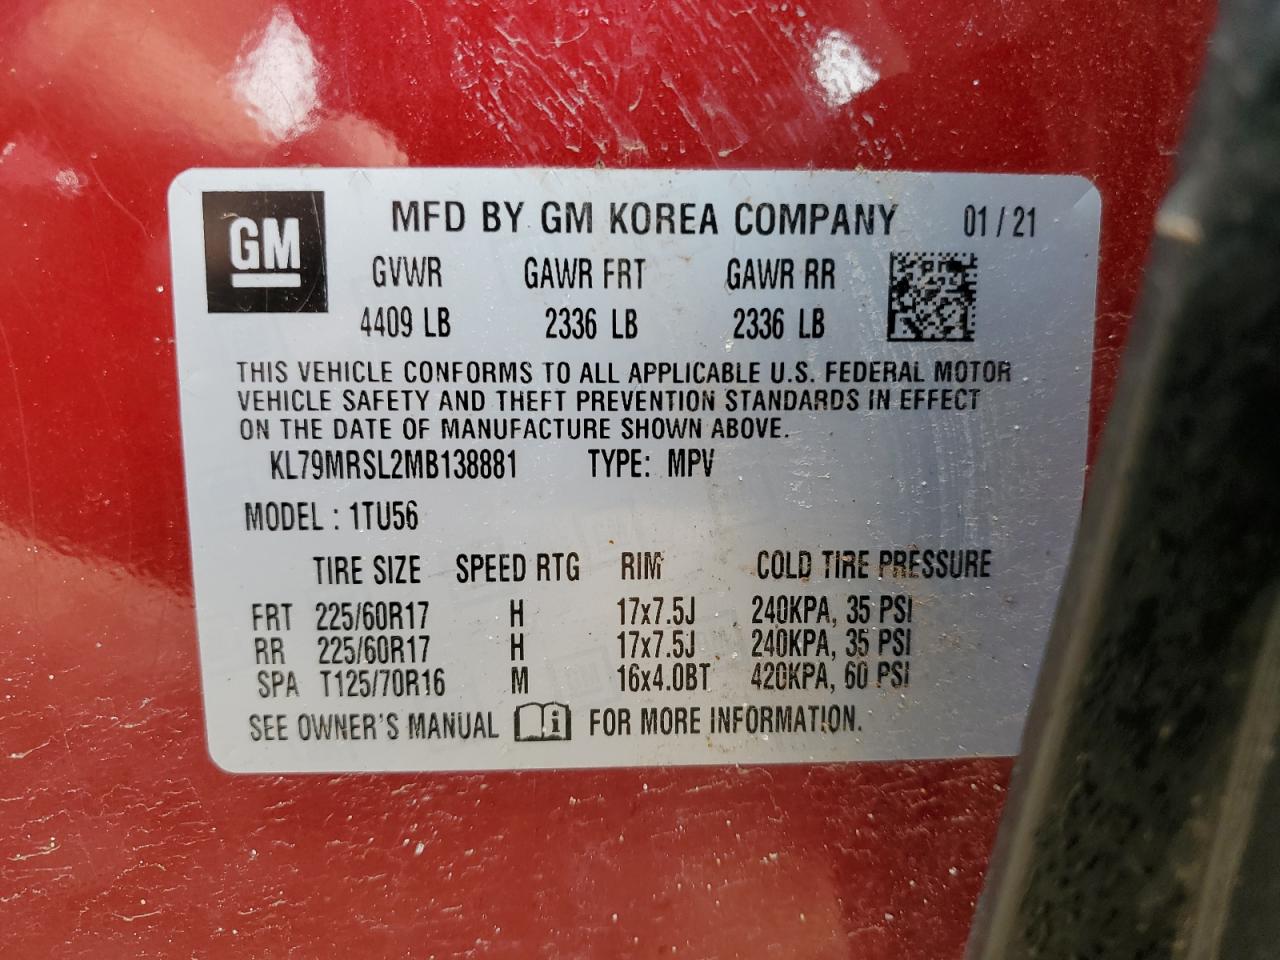 GM
MFD BY GM KOREA COMPANY 01/21
GVWR GAWR FRT GAWR RR
4409 LB 2336 LB 2336 LB
THIS VEHICLE CONFORMS TO ALL APPLICABLE U.S. FEDERAL MOTOR
VEHICLE SAFETY AND THEFT PREVENTION STANDARDS IN EFFECT
ON THE DATE OF MANUFACTURE SHOWN ABOVE.
KL79MRSL2MB138881 TYPE: MPV
MODEL : 1TU56
TIRE SIZE SPEED RTG RIM COLD TIRE PRESSURE
FRT 225/60R17 H 17x7.5J 240KPA, 35 PSI
RR 225/60R17 H 17x7.5J 240KPA, 35 PSI
SPA T125/70R16 M 16x4.0BT 420KPA, 60 PSI
SEE OWNER'S MANUAL i FOR MORE INFORMATION.